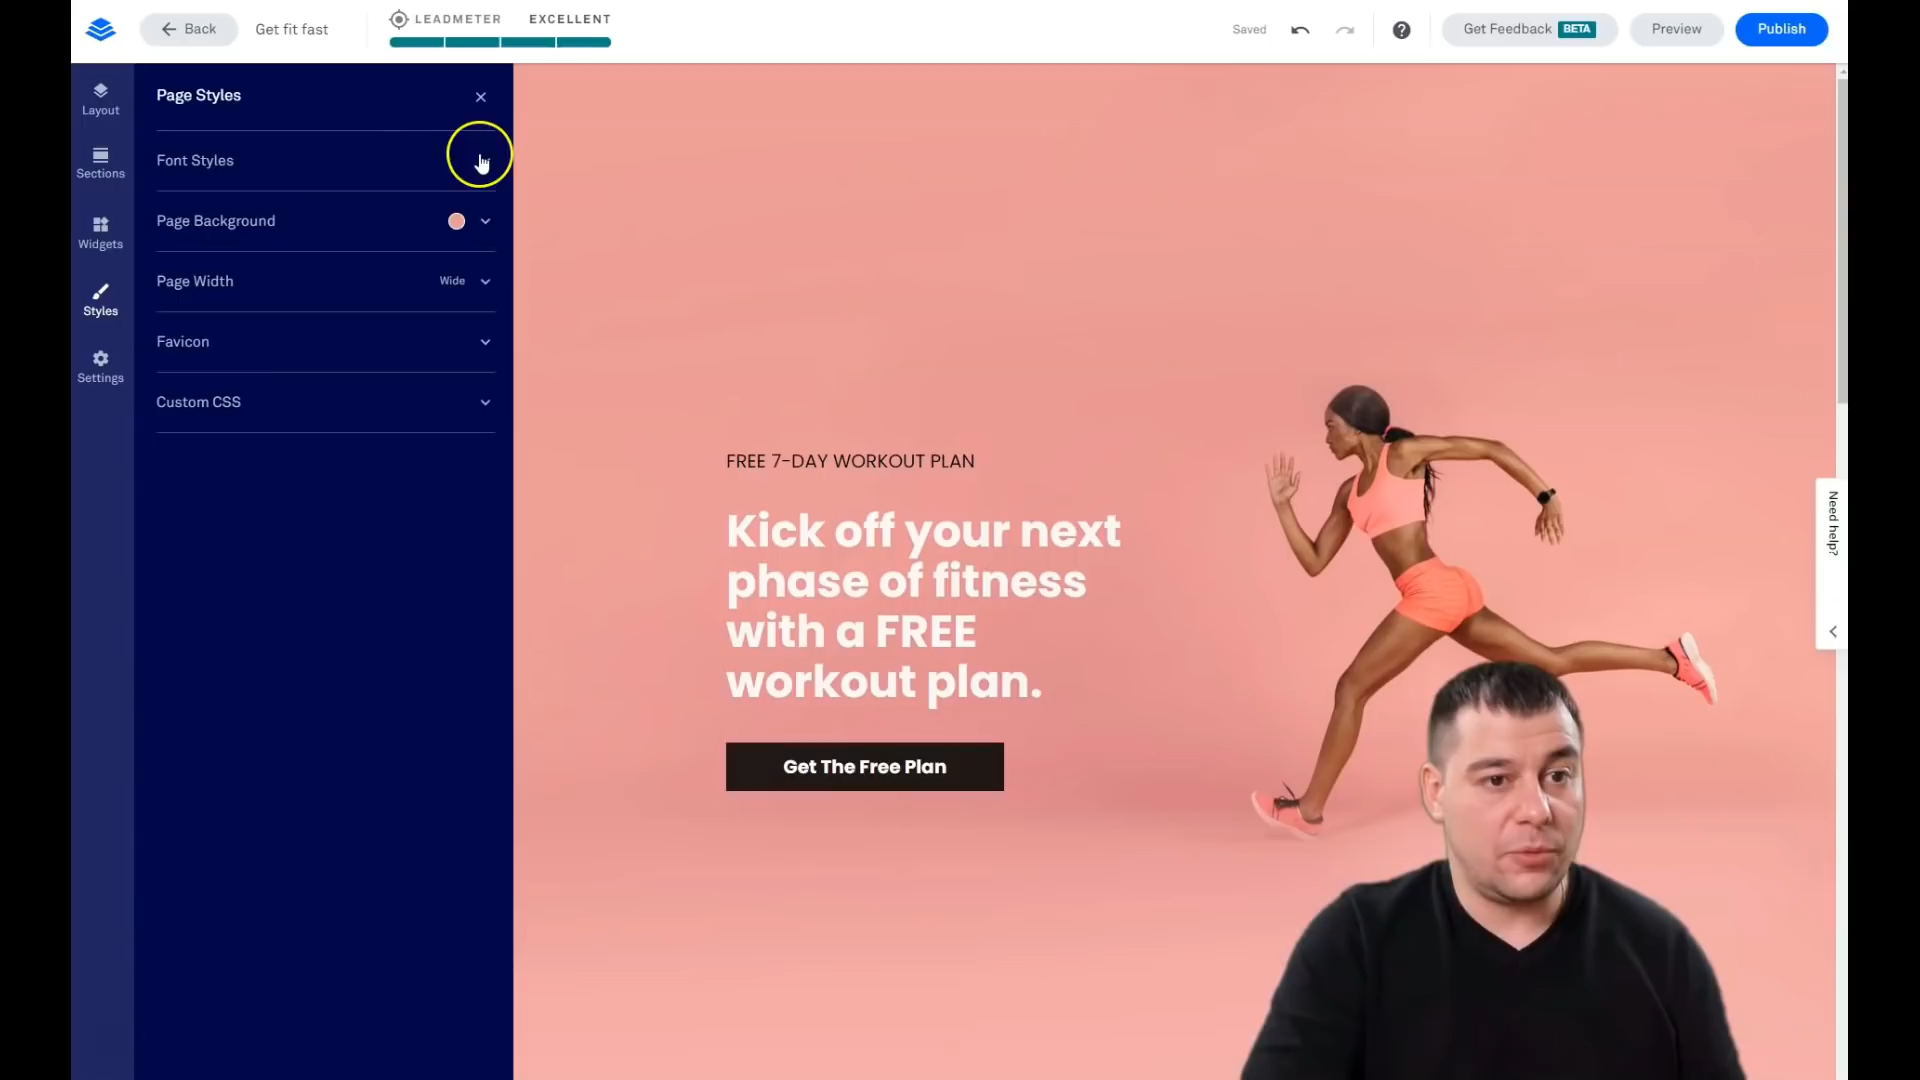 Back
Get fit fast
LEADMETER
EXCELLENT
Saved
Get Feedback BETA
Preview
Publish
Layout
Sections
Widgets
Styles
Settings
Page Styles
Font Styles
Page Background
Page Width
Wide
Favicon
Custom CSS
FREE 7-DAY WORKOUT PLAN
Kick off your next
phase of fitness
with a FREE
workout plan.
Get The Free Plan
Need help?